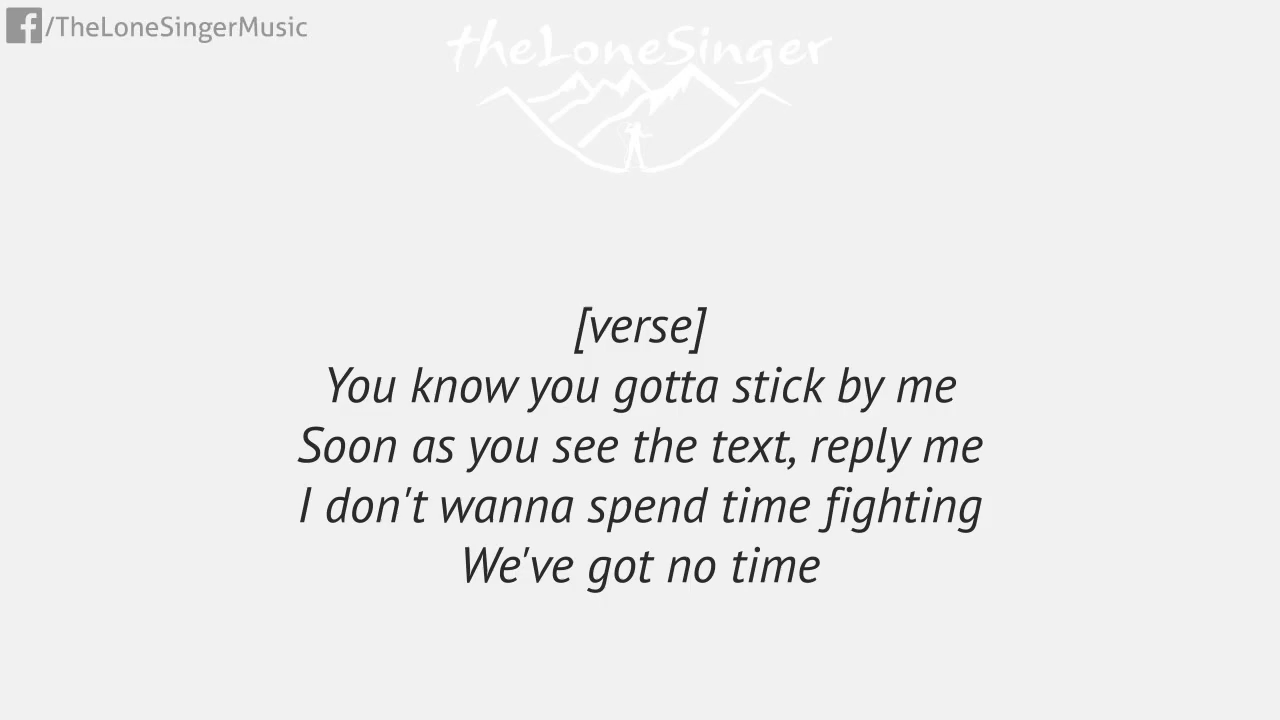 /TheLoneSingerMusic
theLoneSinger
[verse]
You know you gotta stick by me
Soon as you see the text, reply me
I don't wanna spend time fighting
We've got no time